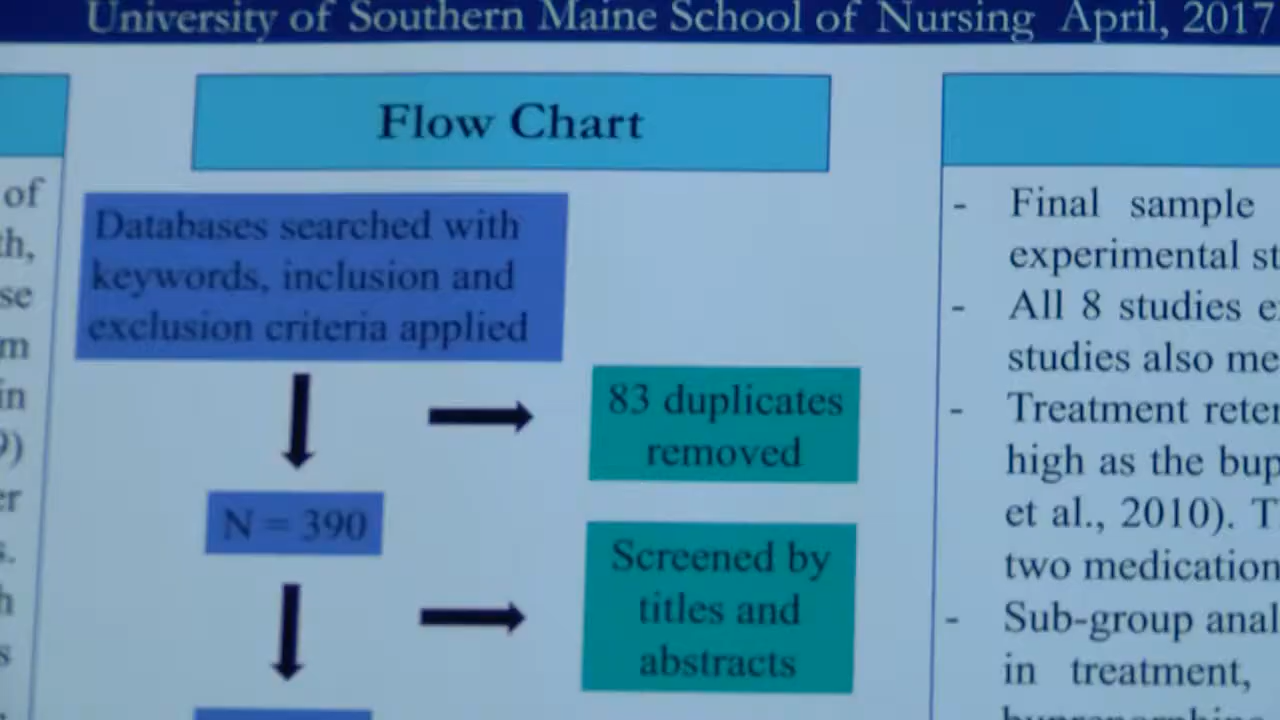 University of Southern Maine School of Nursing April, 2017
of
th,
se
m
in
9)
er
s.
h
s
Flow Chart
Databases searched with
keywords, inclusion and
exclusion criteria applied
83 duplicates
removed
N = 390
Screened by
titles and
abstracts
- Final sample
experimental st
- All 8 studies e
studies also me
- Treatment reten
high as the bup
et al., 2010). T
two medication
- Sub-group anal
in treatment,